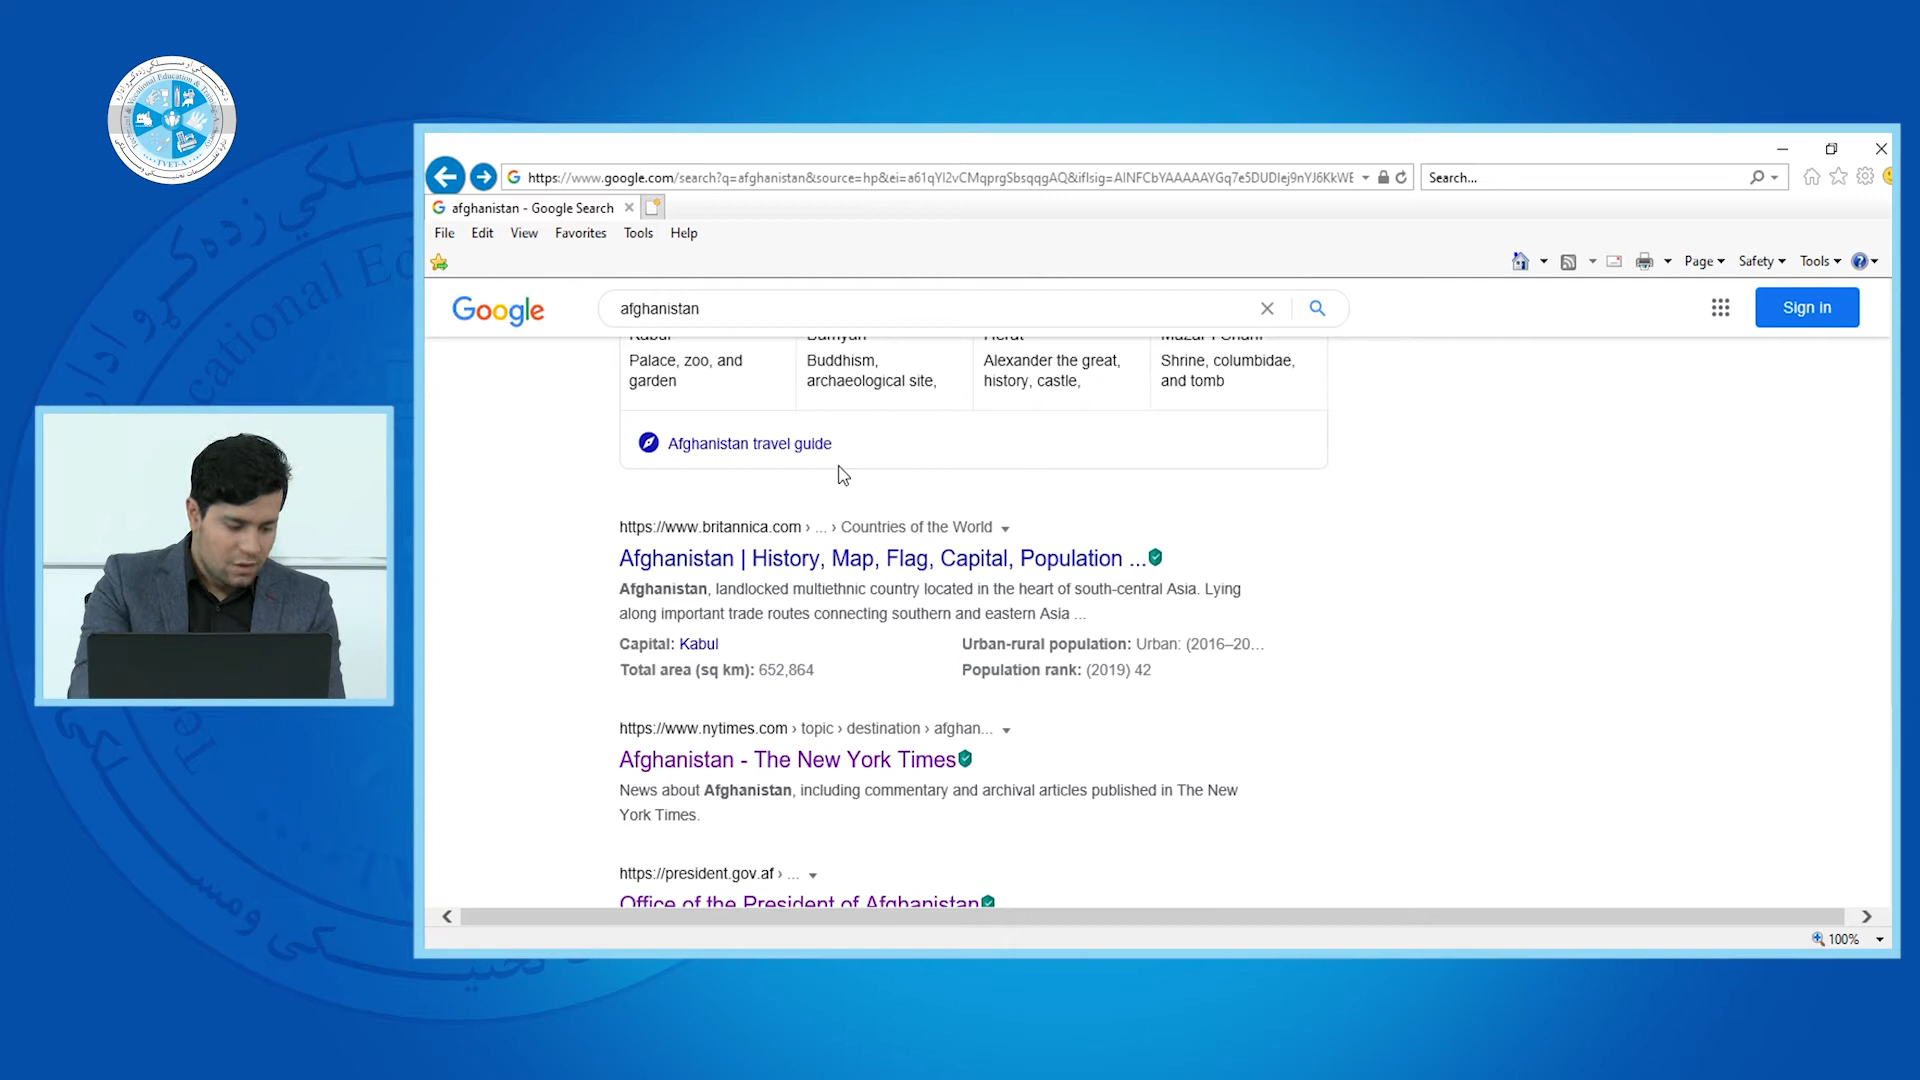 Technical & Vocational Education & Training-Authority
TVET-A
https://www.google.com/search?q=afghanistan&source=hp&ei=a61qYI2vCMqprgSbsqqgAQ&iflsig=AINFCbYAAAAAYGq7e5DUDIej9nYJ6KkWE
Search...
afghanistan - Google Search
File Edit View Favorites Tools Help
Page Safety Tools
Google
afghanistan
Sign in
Kabul Bamyan Herat Mazar-i-Sharif
Palace, zoo, and Buddhism, Alexander the great, Shrine, columbidae,
garden archaeological site, history, castle, and tomb
Afghanistan travel guide
https://www.britannica.com › ... › Countries of the World
Afghanistan | History, Map, Flag, Capital, Population ...
Afghanistan, landlocked multiethnic country located in the heart of south-central Asia. Lying
along important trade routes connecting southern and eastern Asia ...
Capital: Kabul Urban-rural population: Urban: (2016–20...
Total area (sq km): 652,864 Population rank: (2019) 42
https://www.nytimes.com › topic › destination › afghan...
Afghanistan - The New York Times
News about Afghanistan, including commentary and archival articles published in The New
York Times.
https://president.gov.af › ...
Office of the President of Afghanistan
100%